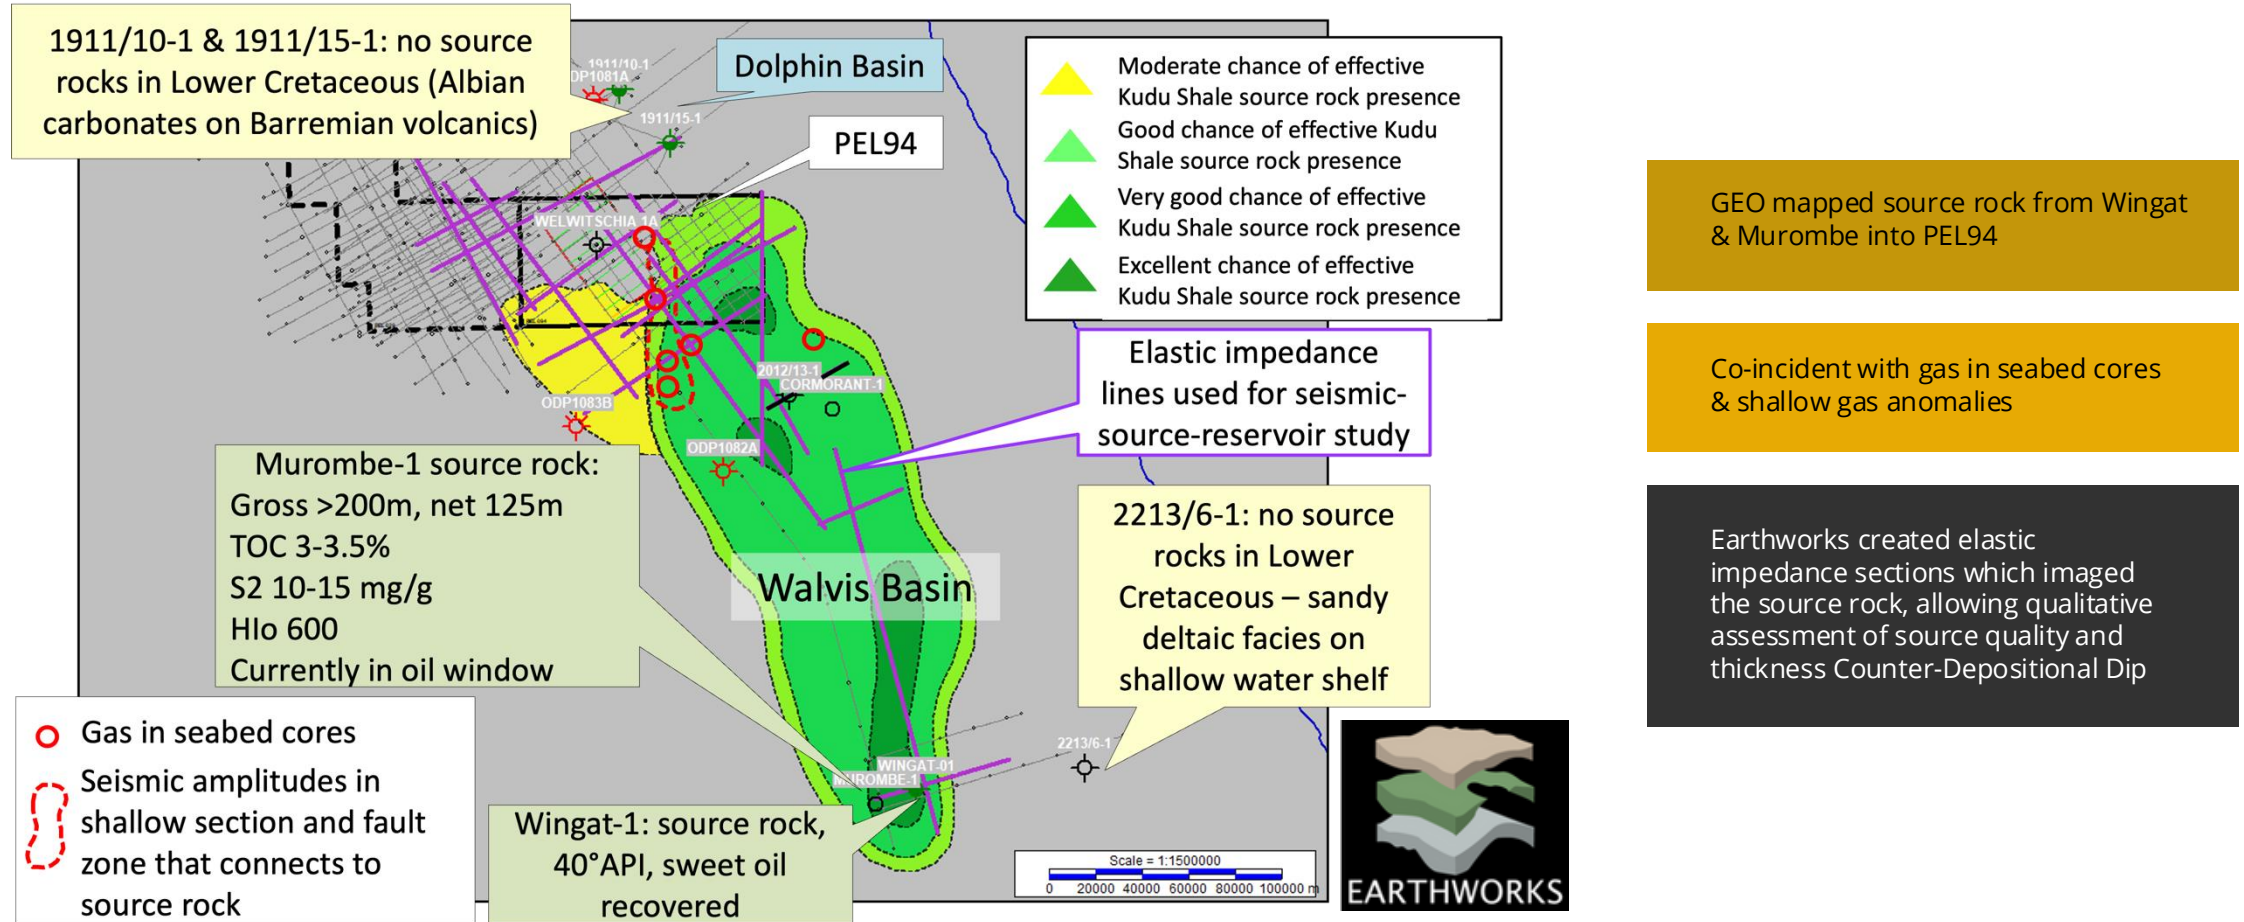 1911/10-1 & 1911/15-1: no source
rocks in Lower Cretaceous (Albian
carbonates on Barremian volcanics)
1911/10-1
DP1081A
Dolphin Basin
1911/15-1
PEL94
WELWITSCHIA 1A
Moderate chance of effective
Kudu Shale source rock presence
Good chance of effective Kudu
Shale source rock presence
Very good chance of effective
Kudu Shale source rock presence
Excellent chance of effective
Kudu Shale source rock presence
Elastic impedance
lines used for seismic-
source-reservoir study
2012/13-1
CORMORANT-1
ODP1083B
ODP1082A
Murombe-1 source rock:
Gross >200m, net 125m
TOC 3-3.5%
S2 10-15 mg/g
HIo 600
Currently in oil window
Walvis Basin
2213/6-1: no source
rocks in Lower
Cretaceous – sandy
deltaic facies on
shallow water shelf
2213/6-1
WINGAT-01
MUROMBE-1
Gas in seabed cores
Seismic amplitudes in
shallow section and fault
zone that connects to
source rock
Wingat-1: source rock,
40°API, sweet oil
recovered
Scale = 1:1500000
0 20000 40000 60000 80000 100000 m
EARTHWORKS
GEO mapped source rock from Wingat
& Murombe into PEL94
Co-incident with gas in seabed cores
& shallow gas anomalies
Earthworks created elastic
impedance sections which imaged
the source rock, allowing qualitative
assessment of source quality and
thickness Counter-Depositional Dip